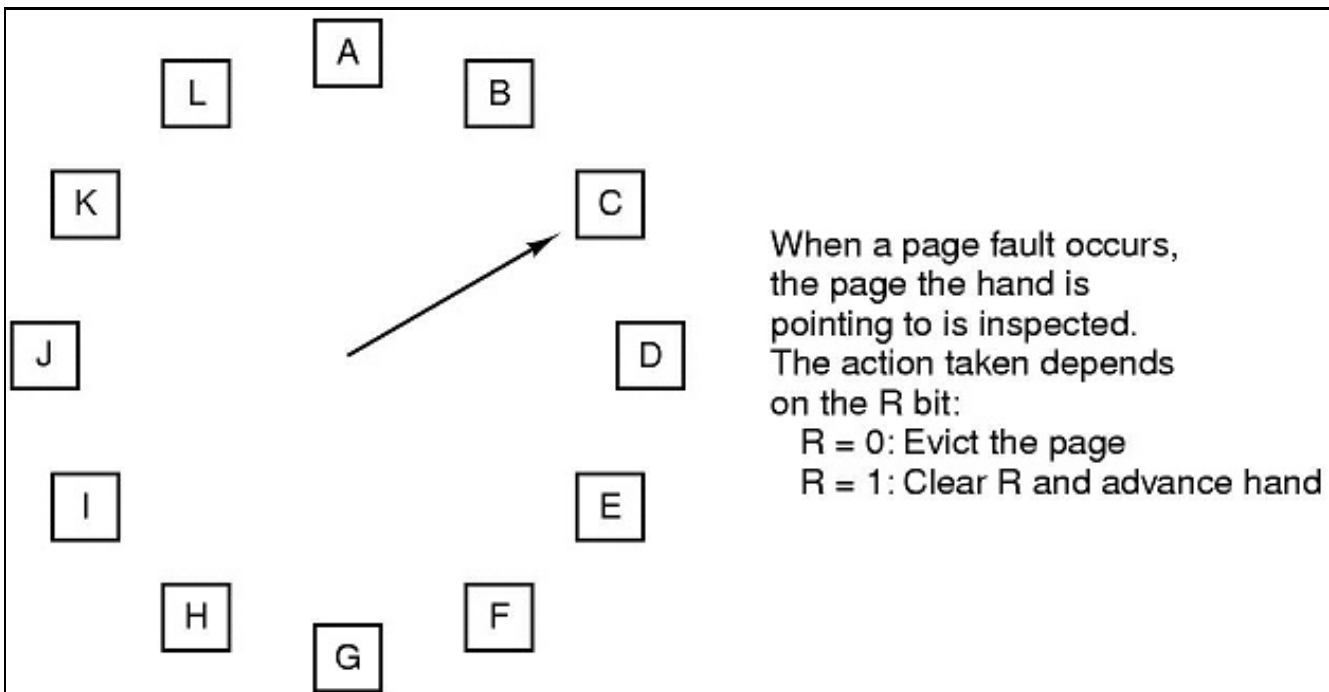 A
L
B
K
C
J
D
I
E
H
F
G
When a page fault occurs,
the page the hand is
pointing to is inspected.
The action taken depends
on the R bit:
R = 0: Evict the page
R = 1: Clear R and advance hand